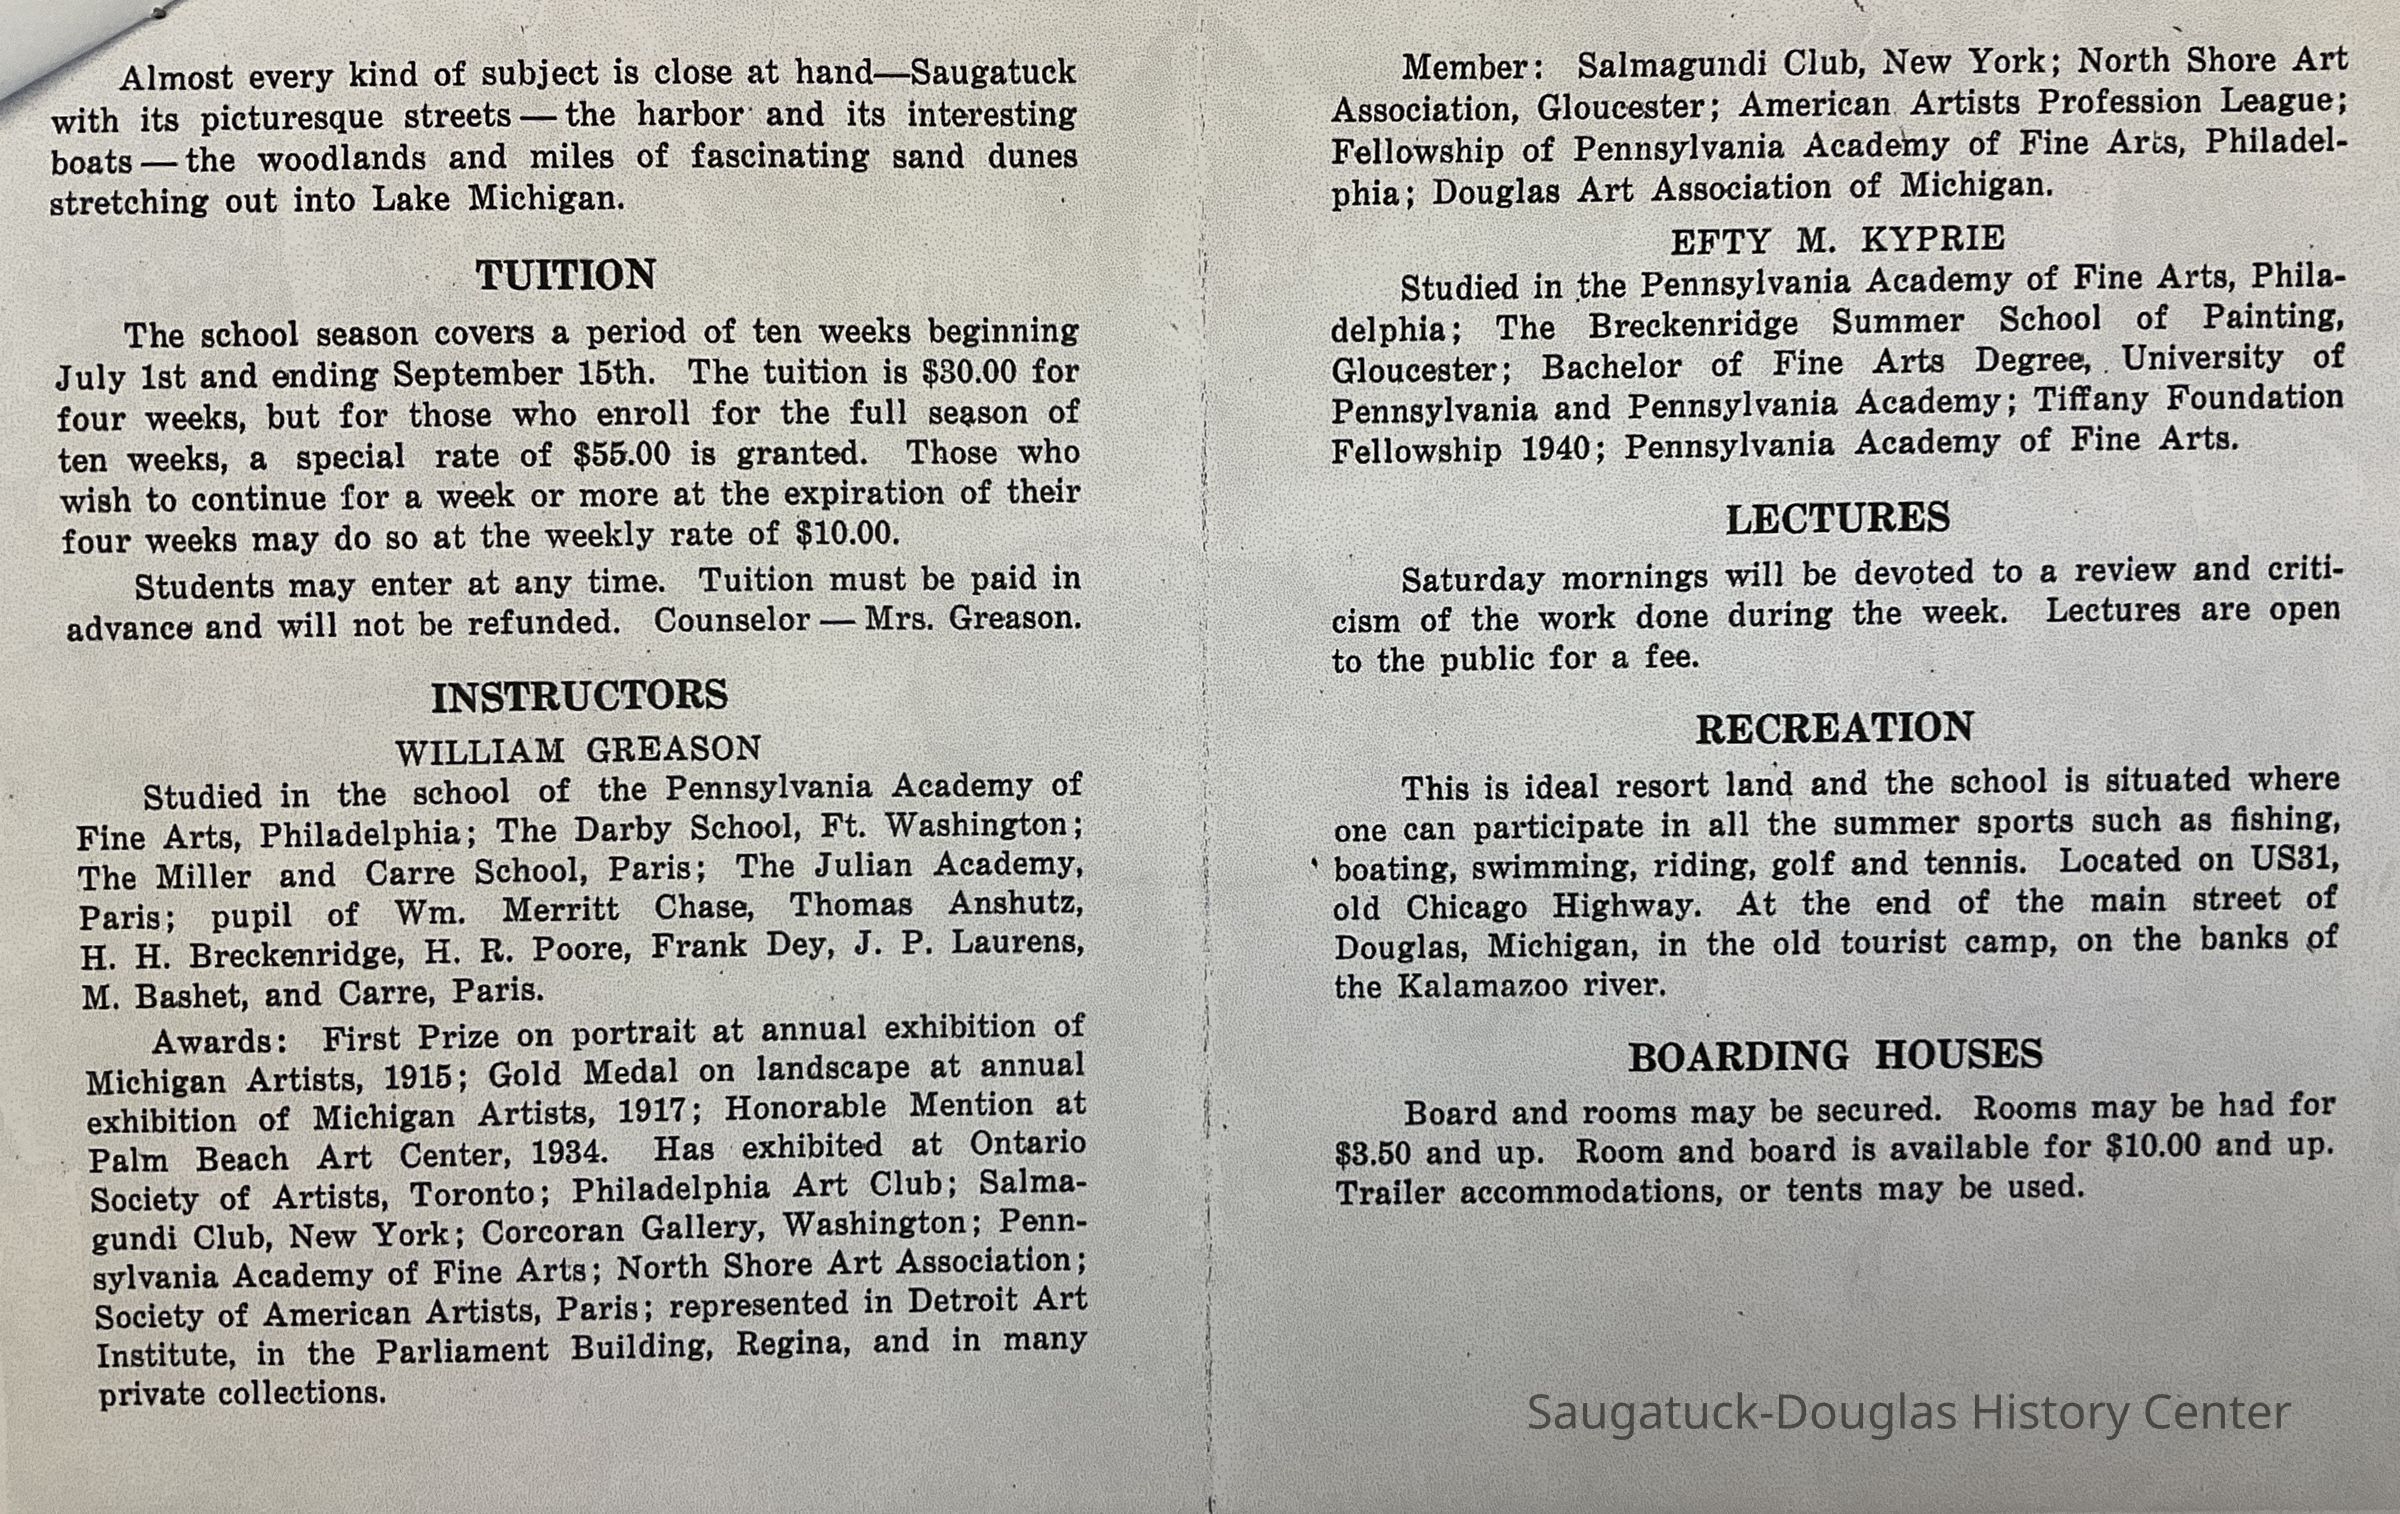 Almost every kind of subject is close at hand—Saugatuck
with its picturesque streets — the harbor and its interesting
boats — the woodlands and miles of fascinating sand dunes
stretching out into Lake Michigan.
TUITION
The school season covers a period of ten weeks beginning
July 1st and ending September 15th. The tuition is $30.00 for
four weeks, but for those who enroll for the full season of
ten weeks, a special rate of $55.00 is granted. Those who
wish to continue for a week or more at the expiration of their
four weeks may do so at the weekly rate of $10.00.
Students may enter at any time. Tuition must be paid in
advance and will not be refunded. Counselor — Mrs. Greason.
INSTRUCTORS
WILLIAM GREASON
Studied in the school of the Pennsylvania Academy of
Fine Arts, Philadelphia; The Darby School, Ft. Washington;
The Miller and Carre School, Paris; The Julian Academy,
Paris; pupil of Wm. Merritt Chase, Thomas Anshutz,
H. H. Breckenridge, H. R. Poore, Frank Dey, J. P. Laurens,
M. Bashet, and Carre, Paris.
Awards: First Prize on portrait at annual exhibition of
Michigan Artists, 1915; Gold Medal on landscape at annual
exhibition of Michigan Artists, 1917; Honorable Mention at
Palm Beach Art Center, 1934. Has exhibited at Ontario
Society of Artists, Toronto; Philadelphia Art Club; Salma-
gundi Club, New York; Corcoran Gallery, Washington; Penn-
sylvania Academy of Fine Arts; North Shore Art Association;
Society of American Artists, Paris; represented in Detroit Art
Institute, in the Parliament Building, Regina, and in many
private collections.
Member: Salmagundi Club, New York; North Shore Art
Association, Gloucester; American Artists Profession League;
Fellowship of Pennsylvania Academy of Fine Arts, Philadel-
phia; Douglas Art Association of Michigan.
EFTY M. KYPRIE
Studied in the Pennsylvania Academy of Fine Arts, Phila-
delphia; The Breckenridge Summer School of Painting,
Gloucester; Bachelor of Fine Arts Degree, University of
Pennsylvania and Pennsylvania Academy; Tiffany Foundation
Fellowship 1940; Pennsylvania Academy of Fine Arts.
LECTURES
Saturday mornings will be devoted to a review and criti-
cism of the work done during the week. Lectures are open
to the public for a fee.
RECREATION
This is ideal resort land and the school is situated where
one can participate in all the summer sports such as fishing,
boating, swimming, riding, golf and tennis. Located on US31,
old Chicago Highway. At the end of the main street of
Douglas, Michigan, in the old tourist camp, on the banks of
the Kalamazoo river.
BOARDING HOUSES
Board and rooms may be secured. Rooms may be had for
$3.50 and up. Room and board is available for $10.00 and up.
Trailer accommodations, or tents may be used.
Saugatuck-Douglas History Center